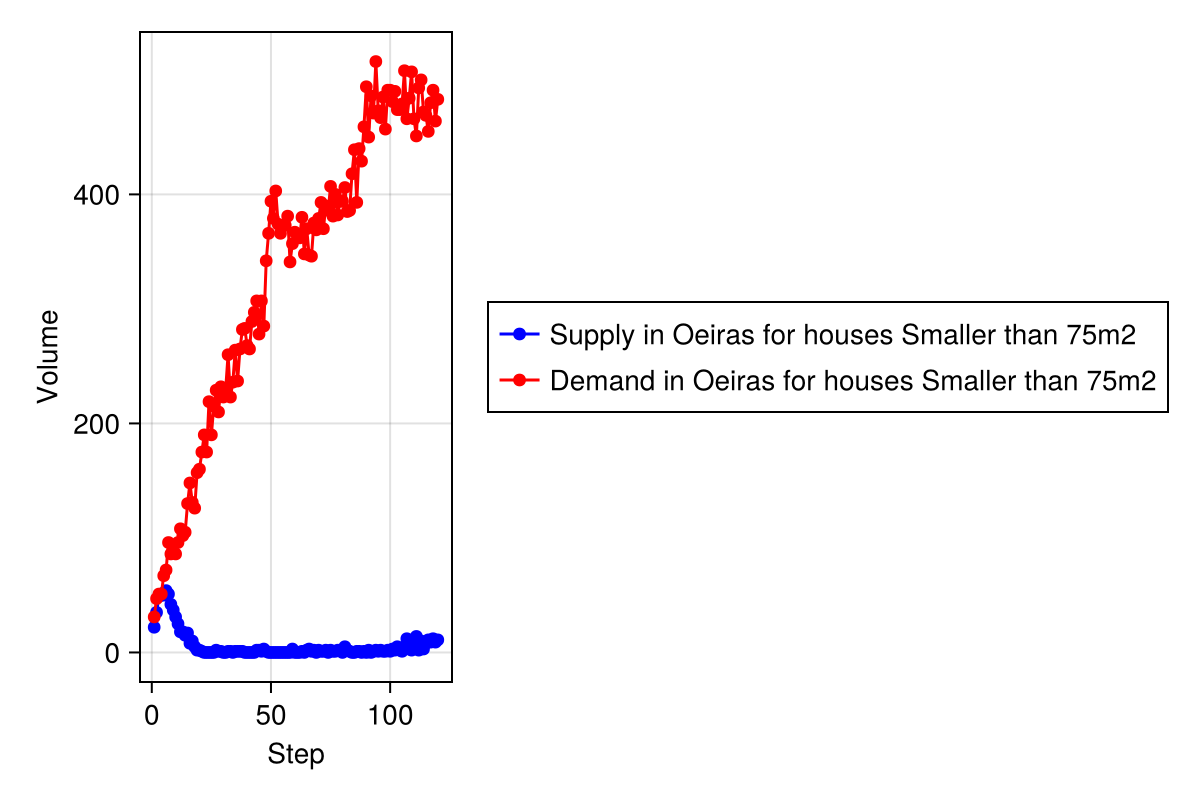 Volume
400
200
0
0 50 100
Step
Supply in Oeiras for houses Smaller than 75m2
Demand in Oeiras for houses Smaller than 75m2